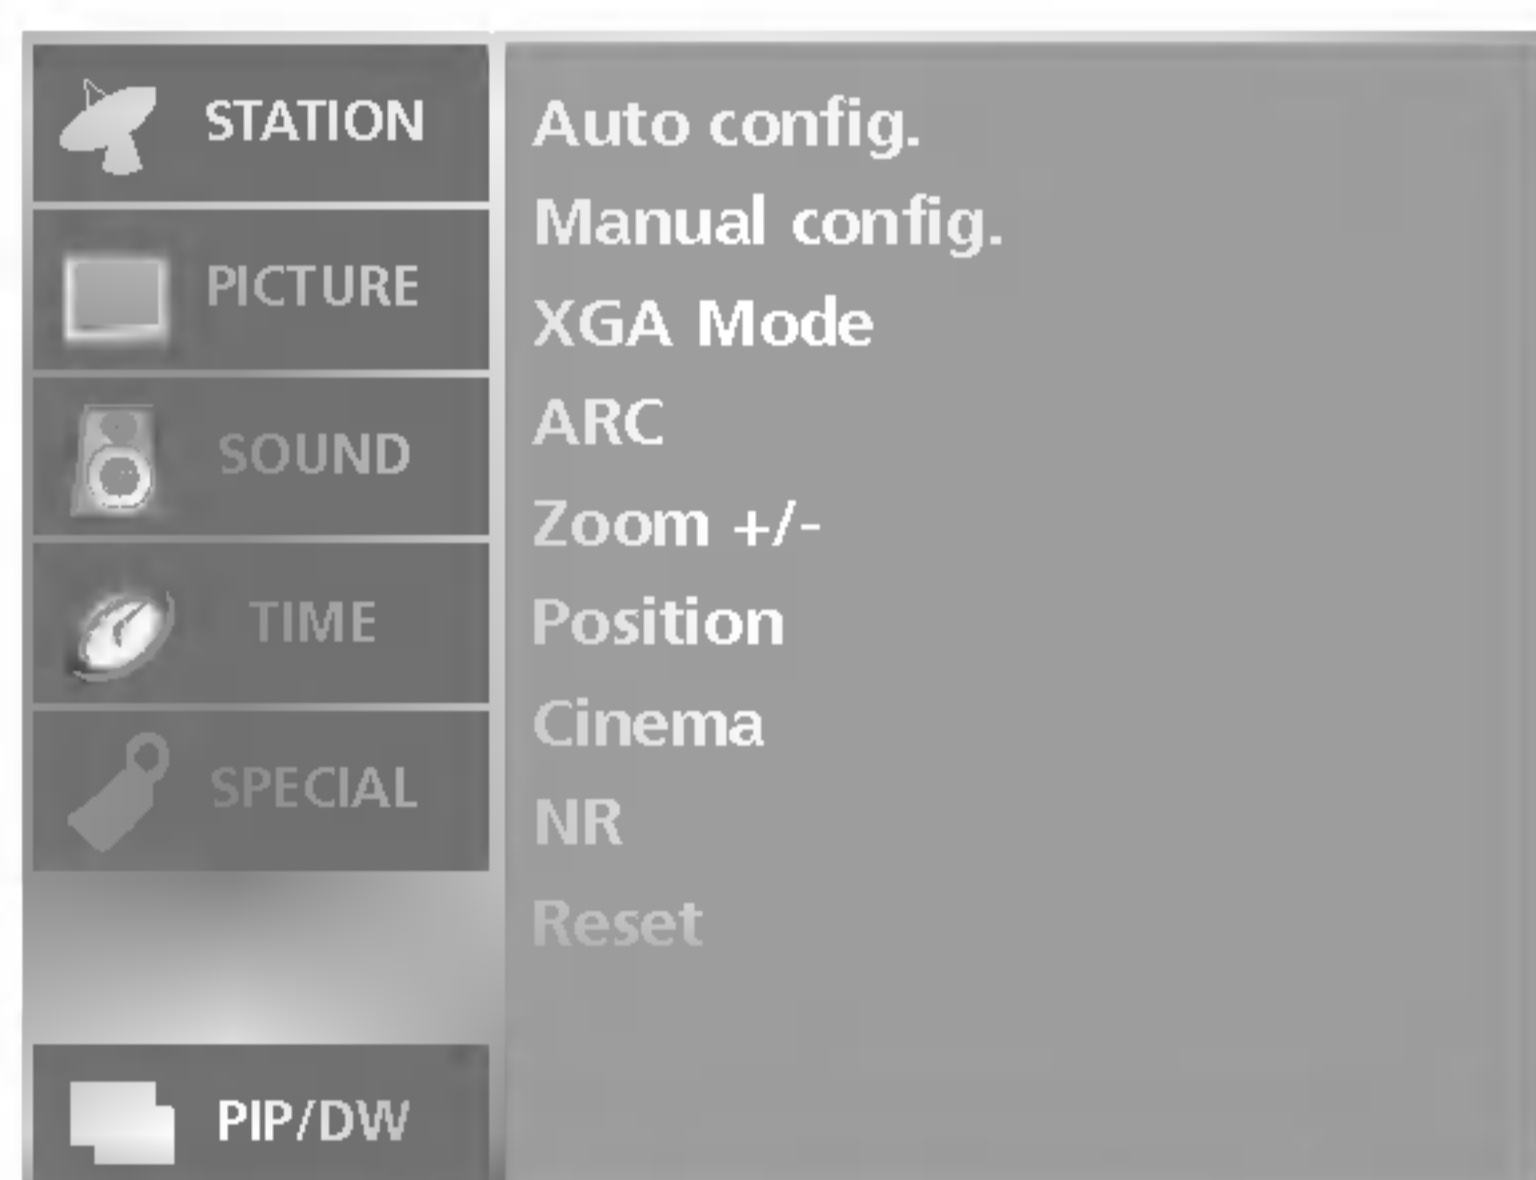 STATION
PICTURE
SOUND
TIME
SPECIAL
PIP/DW
Auto config.
Manual config.
XGA Mode
ARC
Zoom +/-
Position
Cinema
NR
Reset